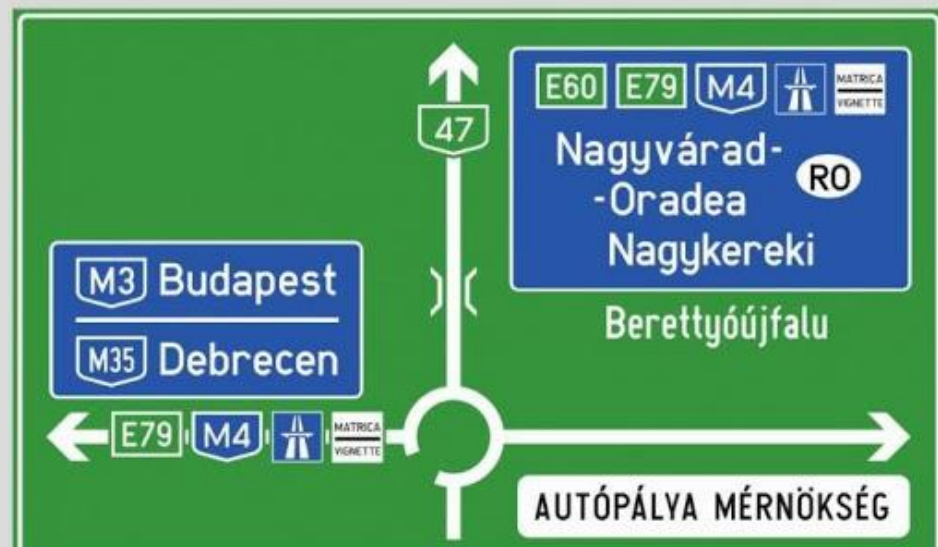 47
E60 E79 M4 MATRICA VIGNETTE
Nagyvárad-
-Oradea RO
Nagykereki
Berettyóújfalu
M3 Budapest
M35 Debrecen
E79 M4 MATRICA VIGNETTE
AUTÓPÁLYA MÉRNÖKSÉG